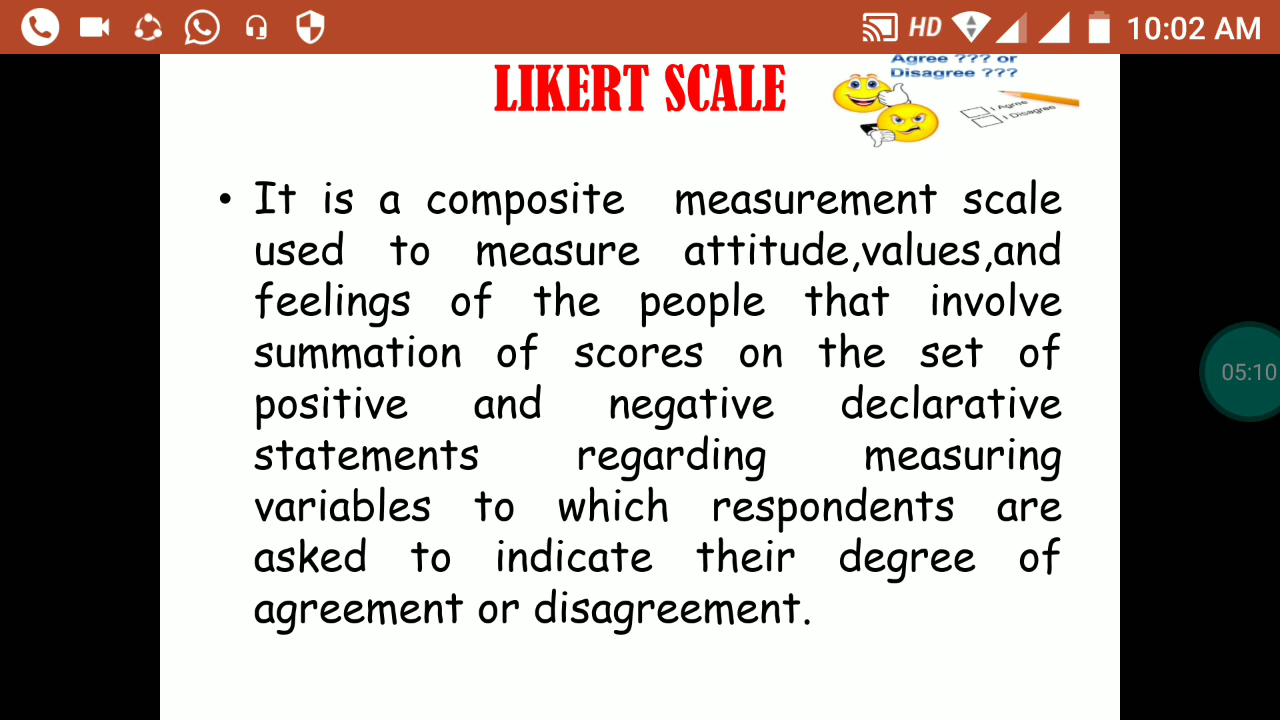 HD 10:02 AM
Agree ??? or
LIKERT SCALE
Disagree ???
I Agree
I Disagree
• It is a composite measurement scale
used to measure attitude,values,and
feelings of the people that involve
summation of scores on the set of
positive and negative declarative
statements regarding measuring
variables to which respondents are
asked to indicate their degree of
agreement or disagreement.
05:10